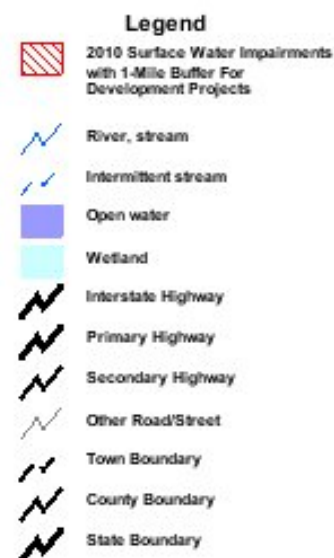 Legend
2010 Surface Water Impairments
with 1-Mile Buffer For
Development Projects
River, stream
Intermittent stream
Open water
Wetland
Interstate Highway
Primary Highway
Secondary Highway
Other Road/Street
Town Boundary
County Boundary
State Boundary